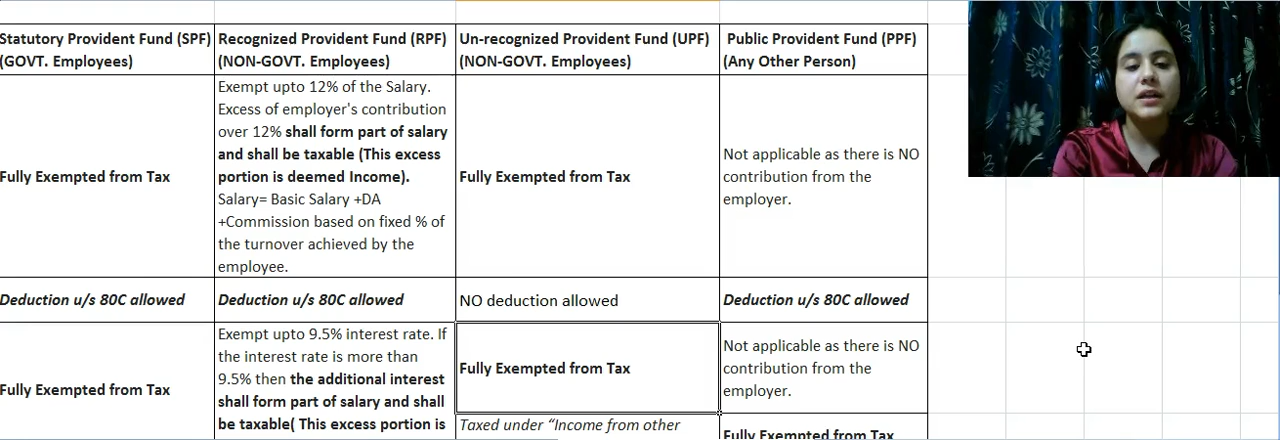 Statutory Provident Fund (SPF)
(GOVT. Employees)
Recognized Provident Fund (RPF)
(NON-GOVT. Employees)
Un-recognized Provident Fund (UPF)
(NON-GOVT. Employees)
Public Provident Fund (PPF)
(Any Other Person)
Fully Exempted from Tax
Exempt upto 12% of the Salary.
Excess of employer's contribution
over 12% shall form part of salary
and shall be taxable (This excess
portion is deemed Income).
Salary= Basic Salary +DA
+Commission based on fixed % of
the turnover achieved by the
employee.
Fully Exempted from Tax
Not applicable as there is NO
contribution from the
employer.
Deduction u/s 80C allowed
Deduction u/s 80C allowed
NO deduction allowed
Deduction u/s 80C allowed
Fully Exempted from Tax
Exempt upto 9.5% interest rate. If
the interest rate is more than
9.5% then the additional interest
shall form part of salary and shall
be taxable( This excess portion is
Fully Exempted from Tax
Taxed under “Income from other
Not applicable as there is NO
contribution from the
employer.
Fully Exempted from Tax